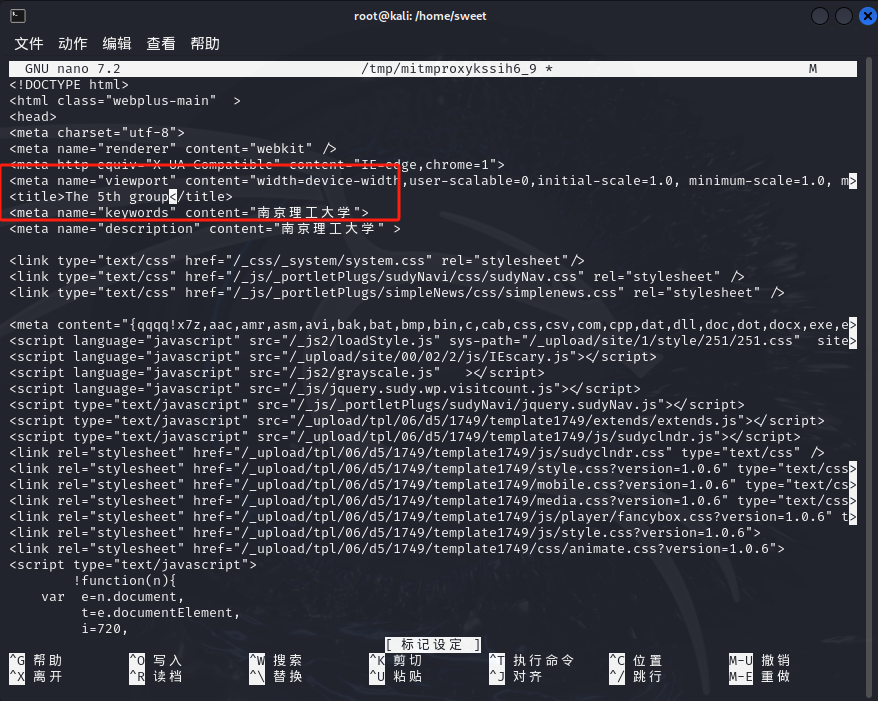 root@kali: /home/sweet
文件 动作 编辑 查看 帮助
GNU nano 7.2 /tmp/mitmproxykssih6_9 * M
<!DOCTYPE html>
<html class="webplus-main"  >
<head>
<meta charset="utf-8">
<meta name="renderer" content="webkit" />
<meta http-equiv="X-UA-Compatible" content="IE=edge,chrome=1">
<meta name="viewport" content="width=device-width,user-scalable=0,initial-scale=1.0, minimum-scale=1.0, m>
<title>The 5th group</title>
<meta name="keywords" content="南京理工大学">
<meta name="description" content="南京理工大学" >
<link type="text/css" href="/_css/_system/system.css" rel="stylesheet"/>
<link type="text/css" href="/_js/_portletPlugs/sudyNavi/css/sudyNav.css" rel="stylesheet" />
<link type="text/css" href="/_js/_portletPlugs/simpleNews/css/simplenews.css" rel="stylesheet" />
<meta content="{qqqq!x7z,aac,amr,asm,avi,bak,bat,bmp,bin,c,cab,css,csv,com,cpp,dat,dll,doc,dot,docx,exe,e>
<script language="javascript" src="/_js2/loadStyle.js" sys-path="/_upload/site/1/style/251/251.css"  site>
<script language="javascript" src="/_upload/site/00/02/2/js/IEscary.js"></script>
<script language="javascript" src="/_js2/grayscale.js"   ></script>
<script language="javascript" src="/_js/jquery.sudy.wp.visitcount.js"></script>
<script type="text/javascript" src="/_js/_portletPlugs/sudyNavi/jquery.sudyNav.js"></script>
<script type="text/javascript" src="/_upload/tpl/06/d5/1749/template1749/extends/extends.js"></script>
<script type="text/javascript" src="/_upload/tpl/06/d5/1749/template1749/js/sudyclndr.js"></script>
<link rel="stylesheet" href="/_upload/tpl/06/d5/1749/template1749/js/sudyclndr.css" type="text/css" />
<link rel="stylesheet" href="/_upload/tpl/06/d5/1749/template1749/style.css?version=1.0.6" type="text/css>
<link rel="stylesheet" href="/_upload/tpl/06/d5/1749/template1749/mobile.css?version=1.0.6" type="text/cs>
<link rel="stylesheet" href="/_upload/tpl/06/d5/1749/template1749/media.css?version=1.0.6" type="text/css>
<link rel="stylesheet" href="/_upload/tpl/06/d5/1749/template1749/js/player/fancybox.css?version=1.0.6" t>
<link rel="stylesheet" href="/_upload/tpl/06/d5/1749/template1749/js/style.css?version=1.0.6">
<link rel="stylesheet" href="/_upload/tpl/06/d5/1749/template1749/css/animate.css?version=1.0.6">
<script type="text/javascript">
        !function(n){
    var  e=n.document,
         t=e.documentElement,
         i=720,
[ 标记设定 ]
^G 帮助 ^O 写入 ^W 搜索 ^K 剪切 ^T 执行命令 ^C 位置 M-U 撤销
^X 离开 ^R 读档 ^\ 替换 ^U 粘贴 ^J 对齐 ^/ 跳行 M-E 重做